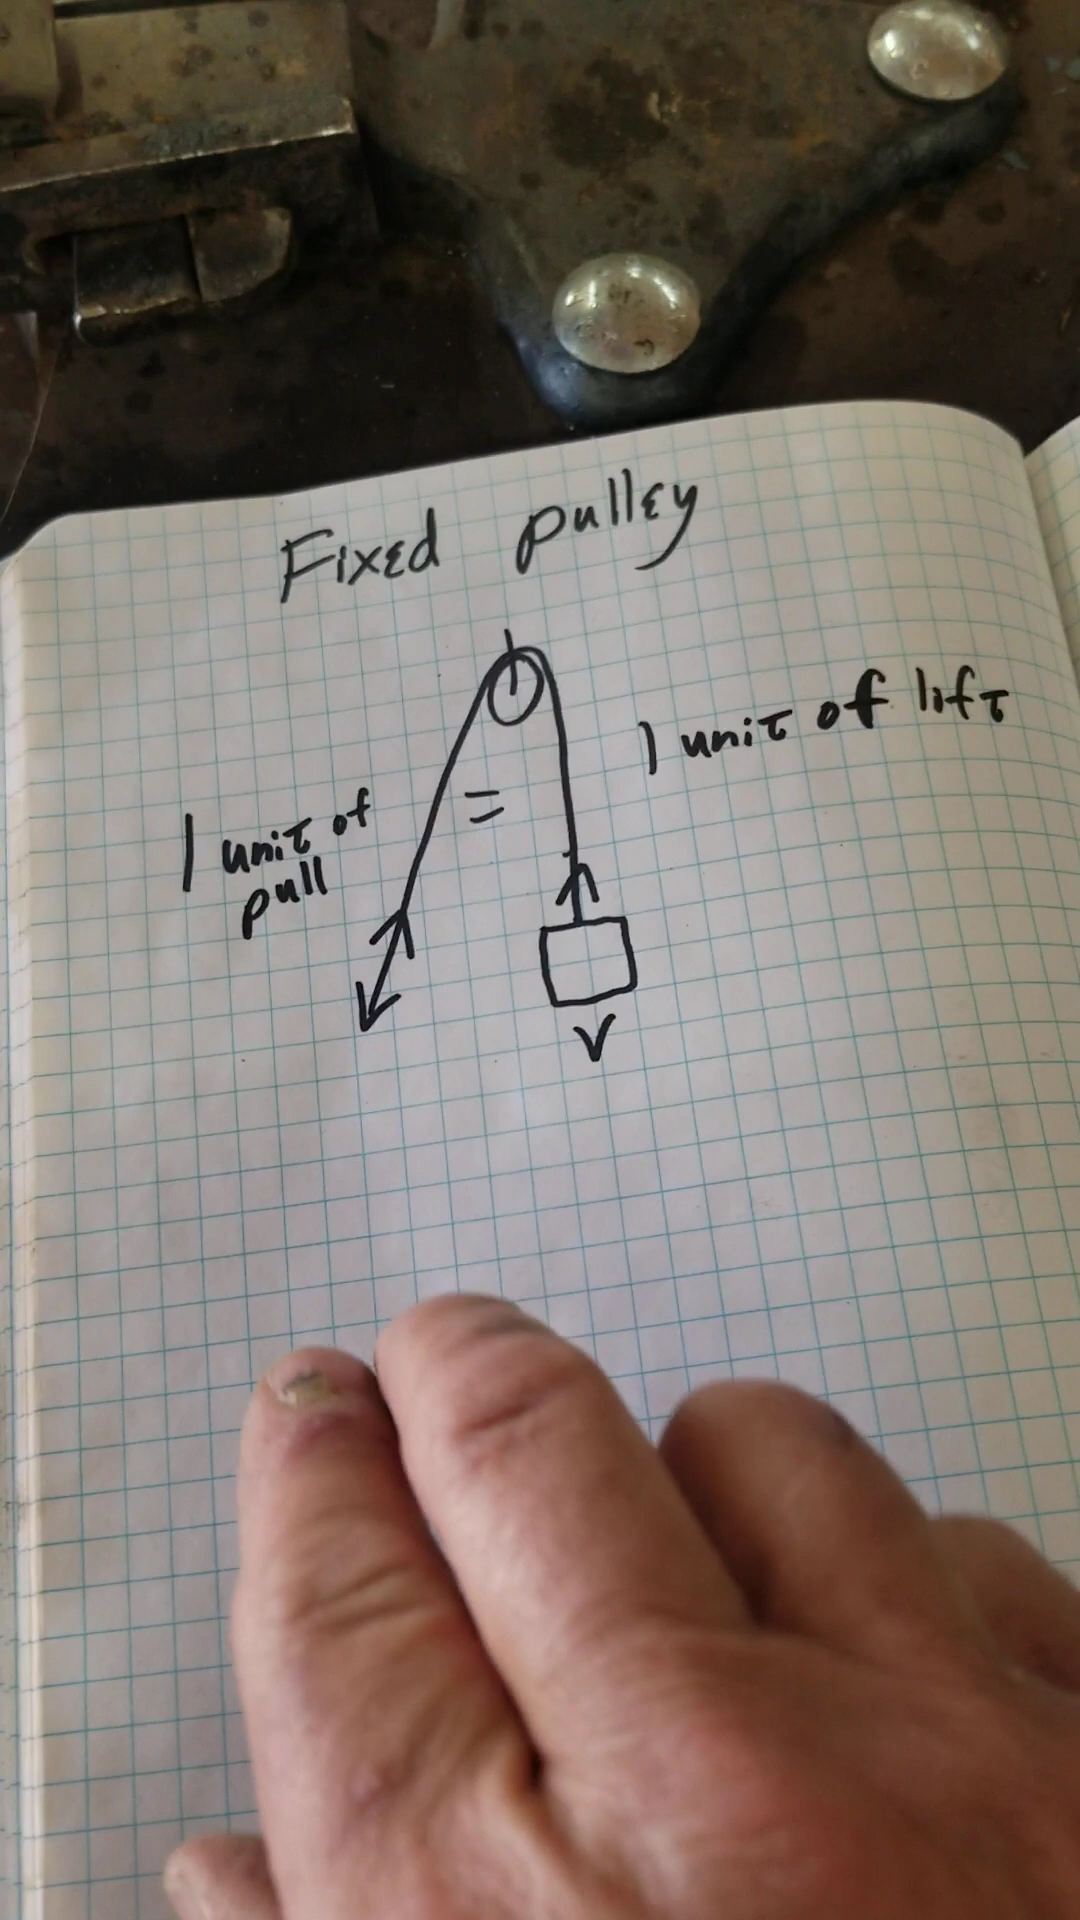 Fixed pulley
1 unit of lift
=
1 unit of
pull